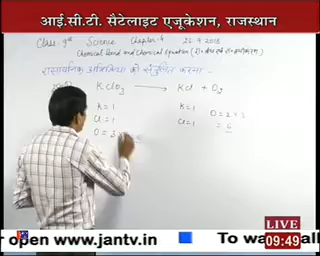 आई.सी.टी. सैटेलाइट एजूकेशन, राजस्थान
Class-9th Science Chapter-4
Chemical Bond and Chemical Equation
रासायनिक अभिक्रिया को संतुलित करना -
KClO3 → KCl + O2
K = 1 K = 1 O = 2 × 3
Cl = 1 Cl = 1 = 6
O = 3
LIVE
09:49
r open www.jantv.in To wa